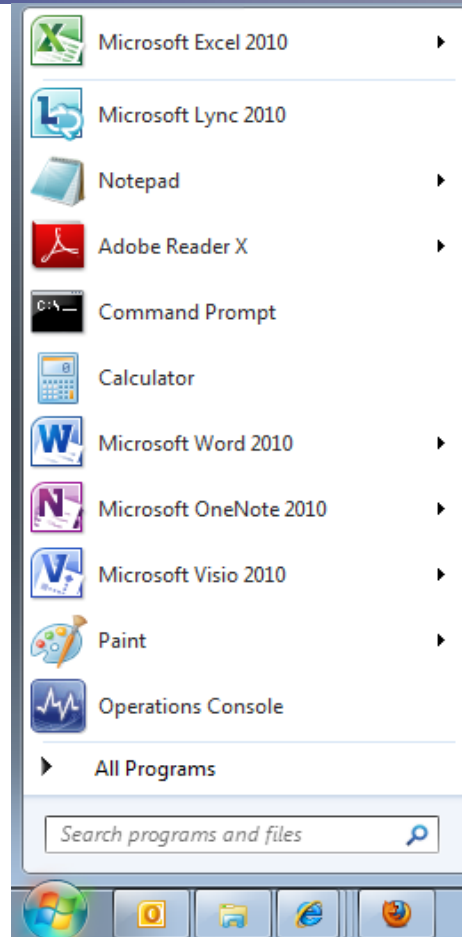 Microsoft Excel 2010
Microsoft Lync 2010
Notepad
Adobe Reader X
C:\_
Command Prompt
Calculator
Microsoft Word 2010
Microsoft OneNote 2010
Microsoft Visio 2010
Paint
Operations Console
All Programs
Search programs and files